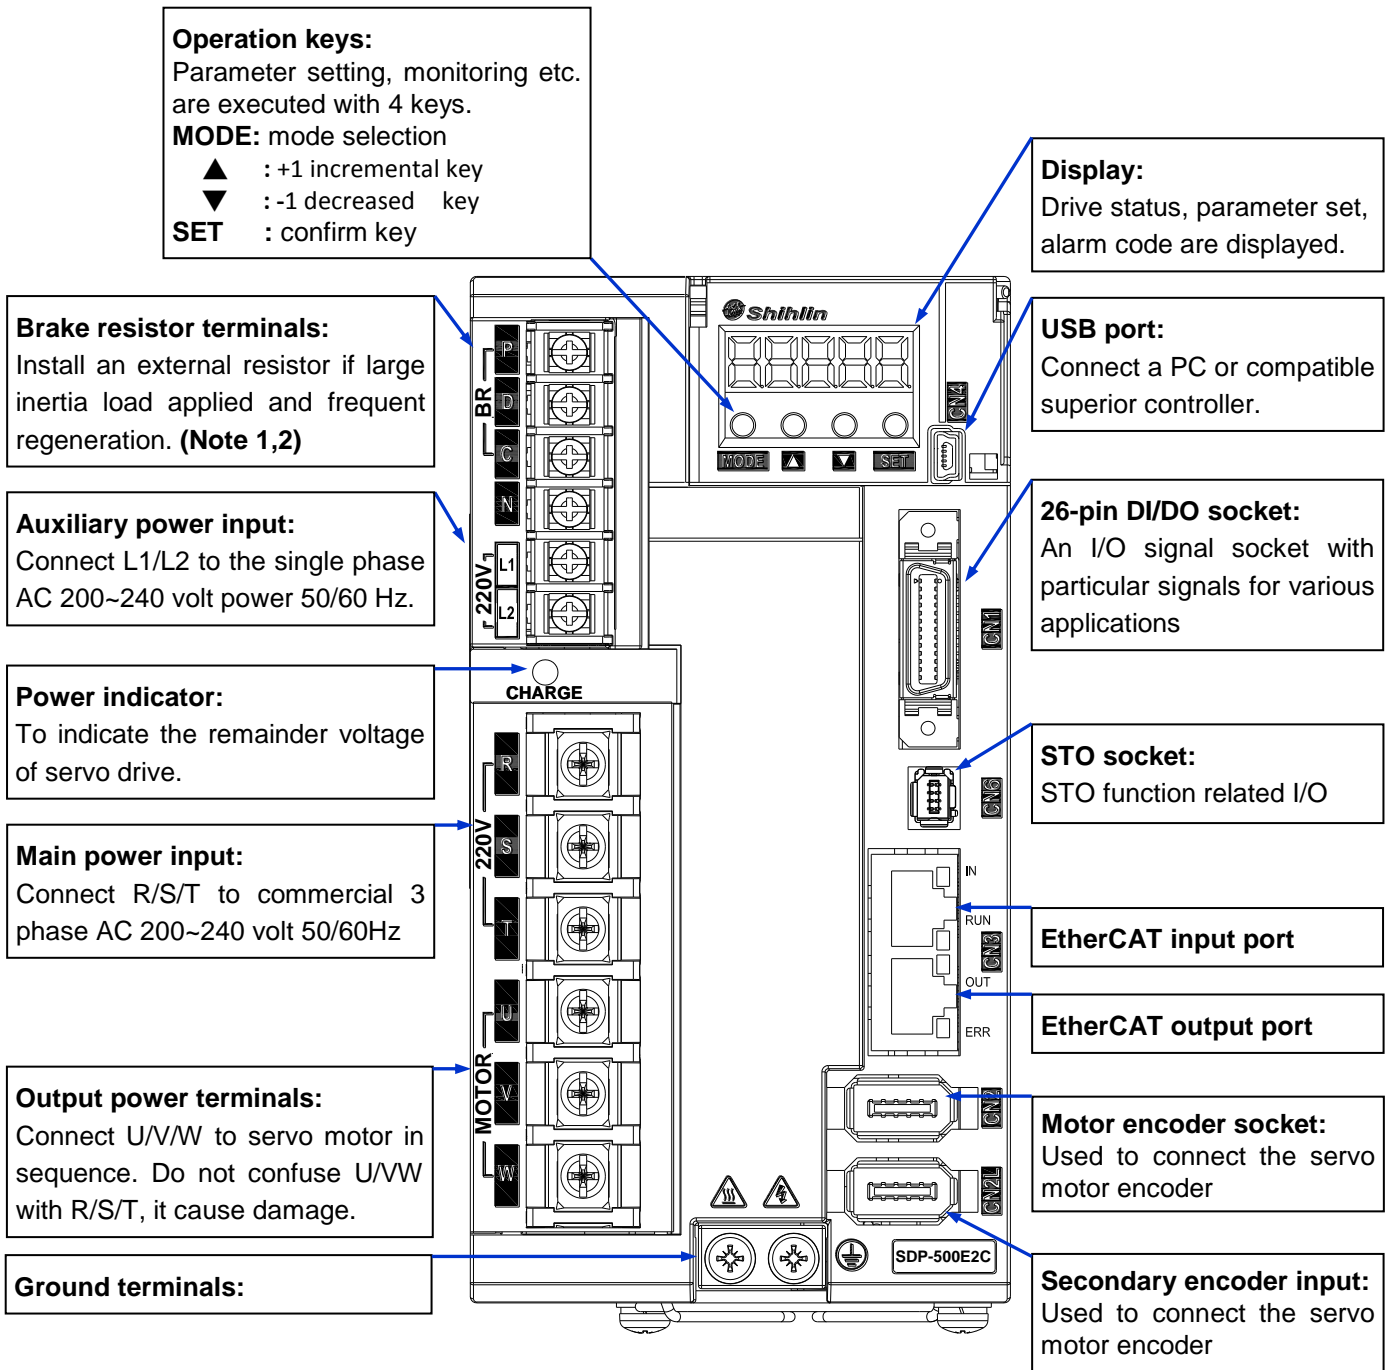 Operation keys:
Parameter setting, monitoring etc.
are executed with 4 keys.
MODE: mode selection
▲ : +1 incremental key
▼ : -1 decreased key
SET : confirm key
Display:
Drive status, parameter set,
alarm code are displayed.
Brake resistor terminals:
Install an external resistor if large
inertia load applied and frequent
regeneration. (Note 1,2)
USB port:
Connect a PC or compatible
superior controller.
Auxiliary power input:
Connect L1/L2 to the single phase
AC 200~240 volt power 50/60 Hz.
26-pin DI/DO socket:
An I/O signal socket with
particular signals for various
applications
Power indicator:
To indicate the remainder voltage
of servo drive.
STO socket:
STO function related I/O
Main power input:
Connect R/S/T to commercial 3
phase AC 200~240 volt 50/60Hz
EtherCAT input port
EtherCAT output port
Output power terminals:
Connect U/V/W to servo motor in
sequence. Do not confuse U/VW
with R/S/T, it cause damage.
Motor encoder socket:
Used to connect the servo
motor encoder
Ground terminals:
Secondary encoder input:
Used to connect the servo
motor encoder
Shihlin
MODE ▲ ▼ SET
P
D
C
N
BR
L1
L2
220V
CHARGE
R
S
T
220V
U
V
W
MOTOR
CN4
CN1
CN6
IN
RUN
CN3
OUT
ERR
CN2
CN2L
SDP-500E2C